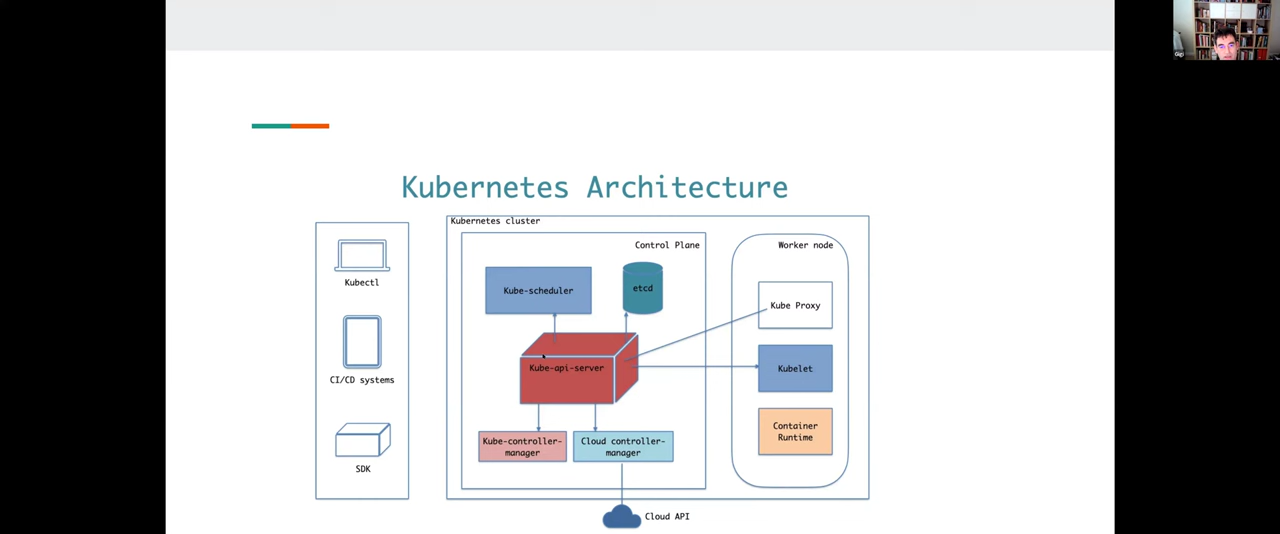 Gigi
Kubernetes Architecture
Kubernetes cluster
Control Plane
Worker node
Kubectl
Kube-scheduler
etcd
Kube Proxy
CI/CD systems
Kube-api-server
Kubelet
Container
Runtime
SDK
Kube-controller-
manager
Cloud controller-
manager
Cloud API